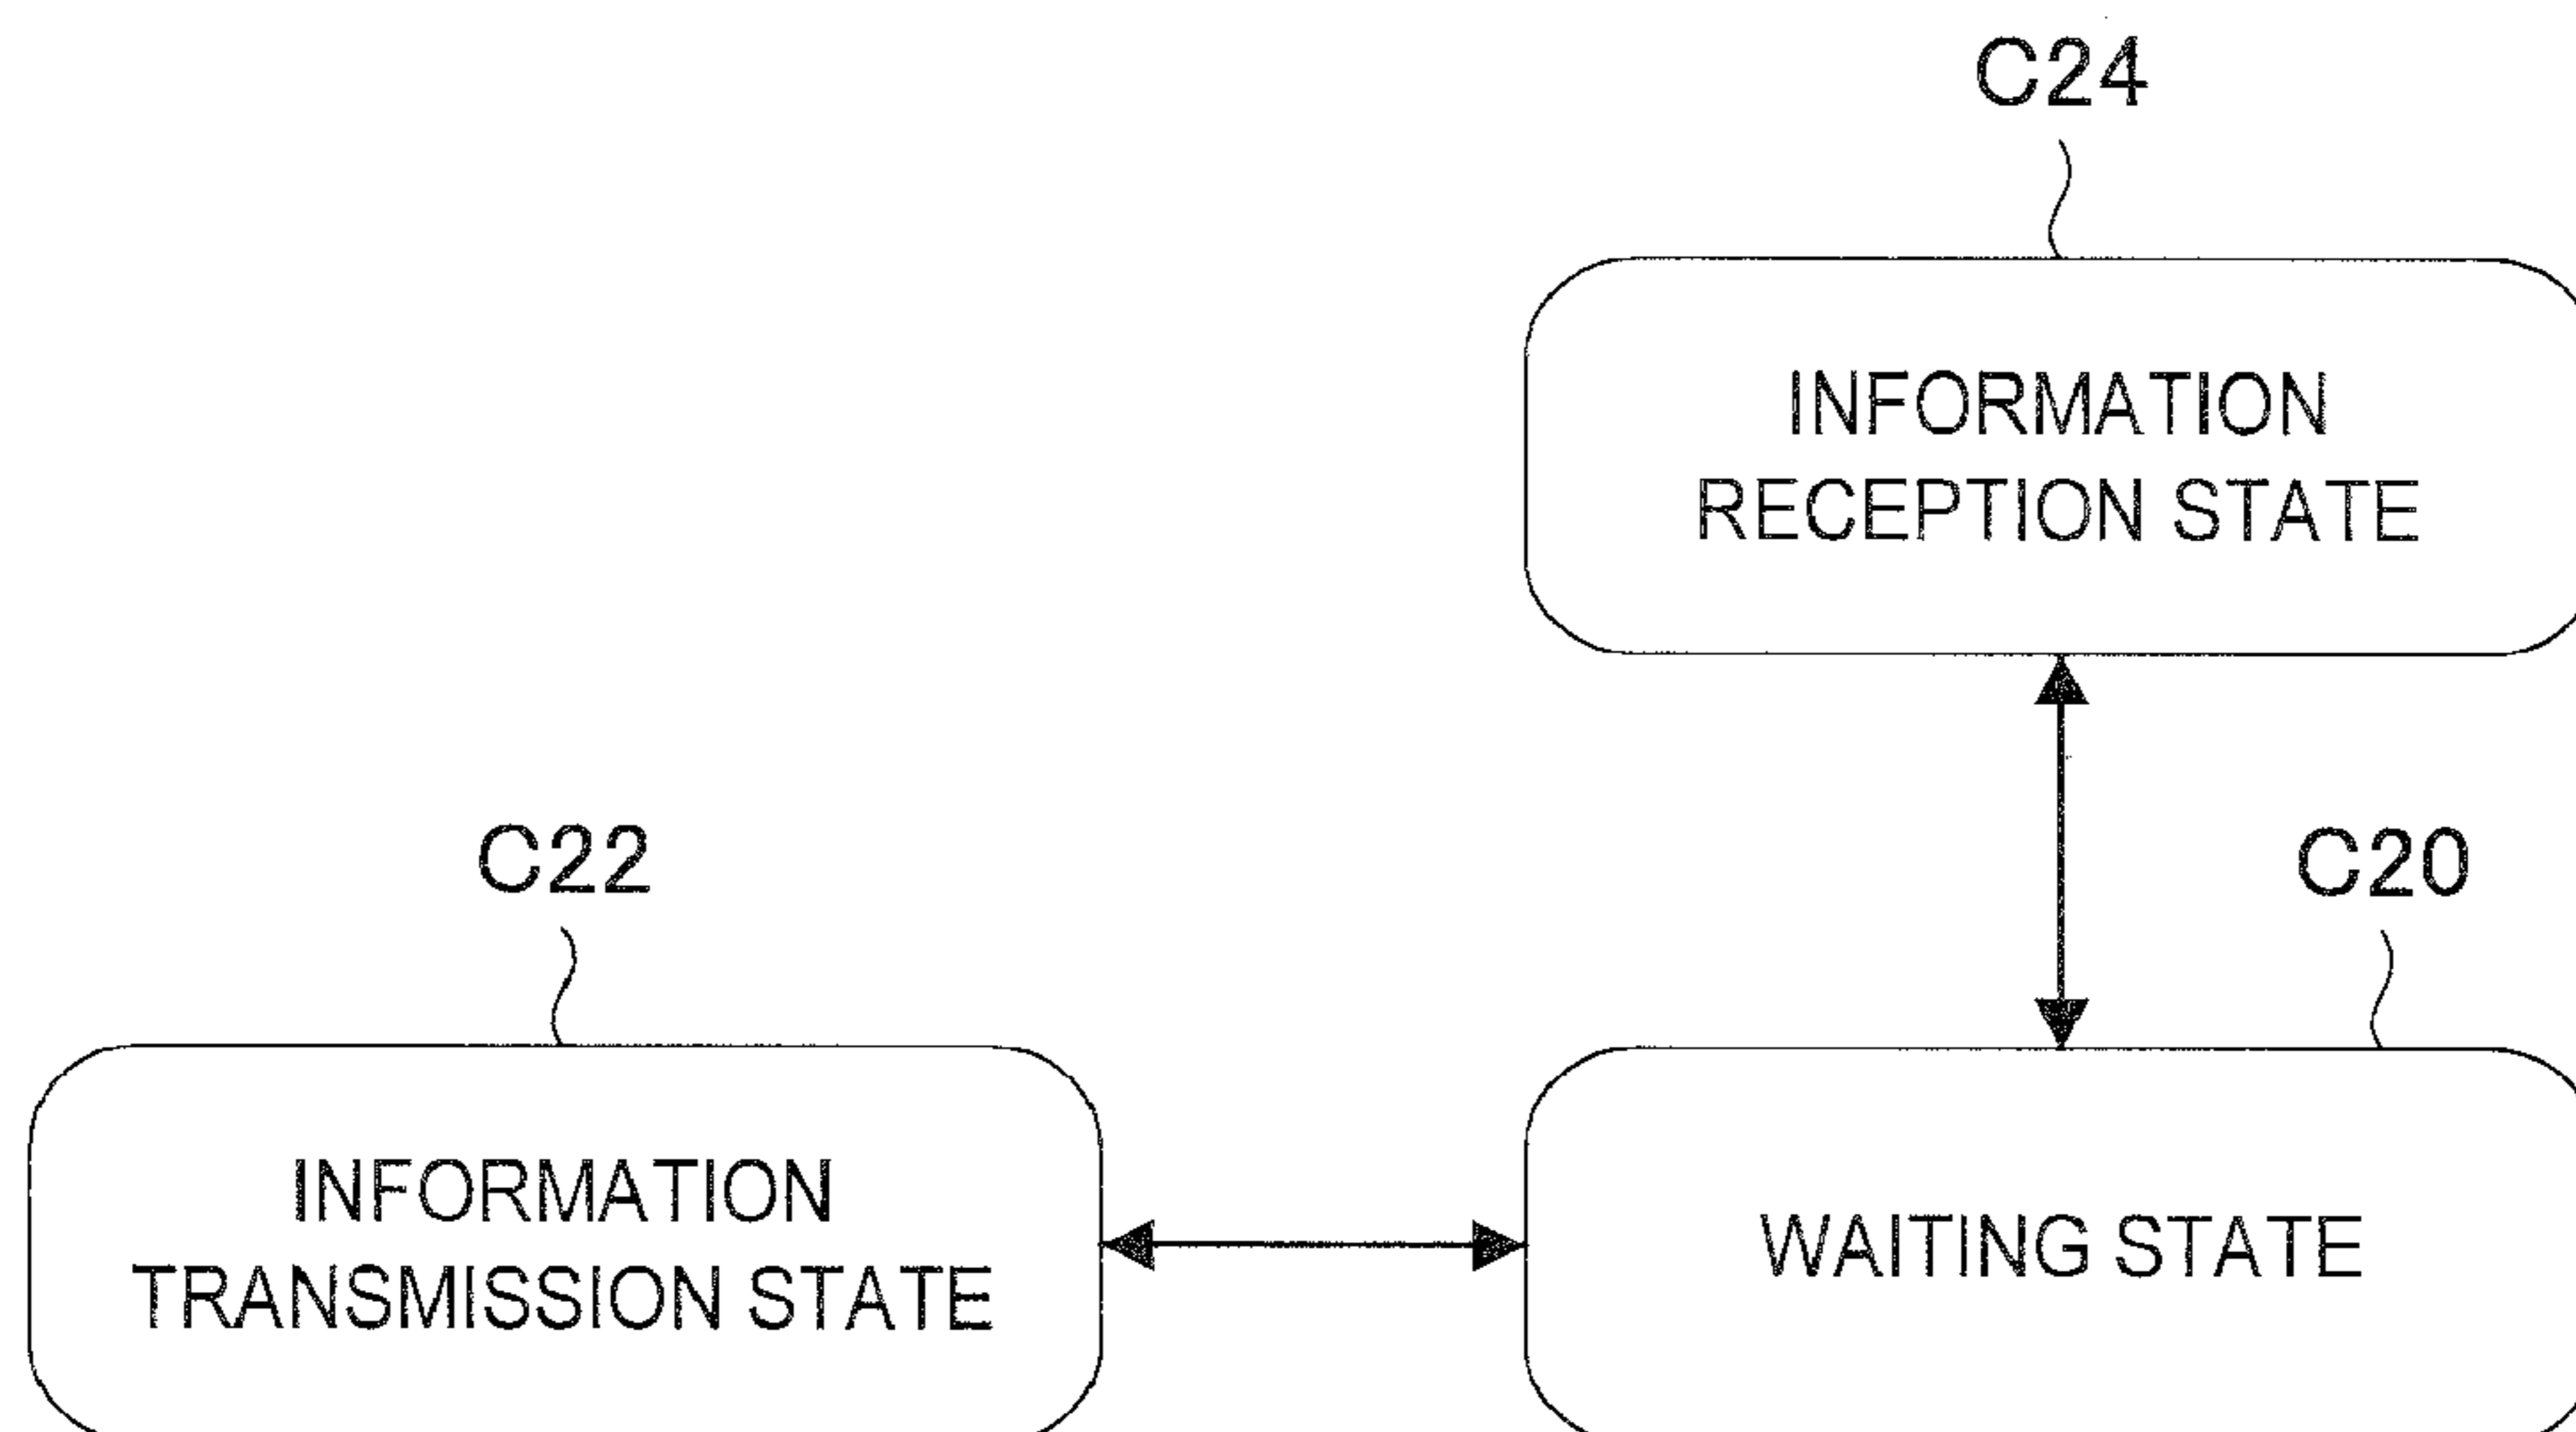 C24
INFORMATION
RECEPTION STATE
C22
C20
INFORMATION
TRANSMISSION STATE
WAITING STATE